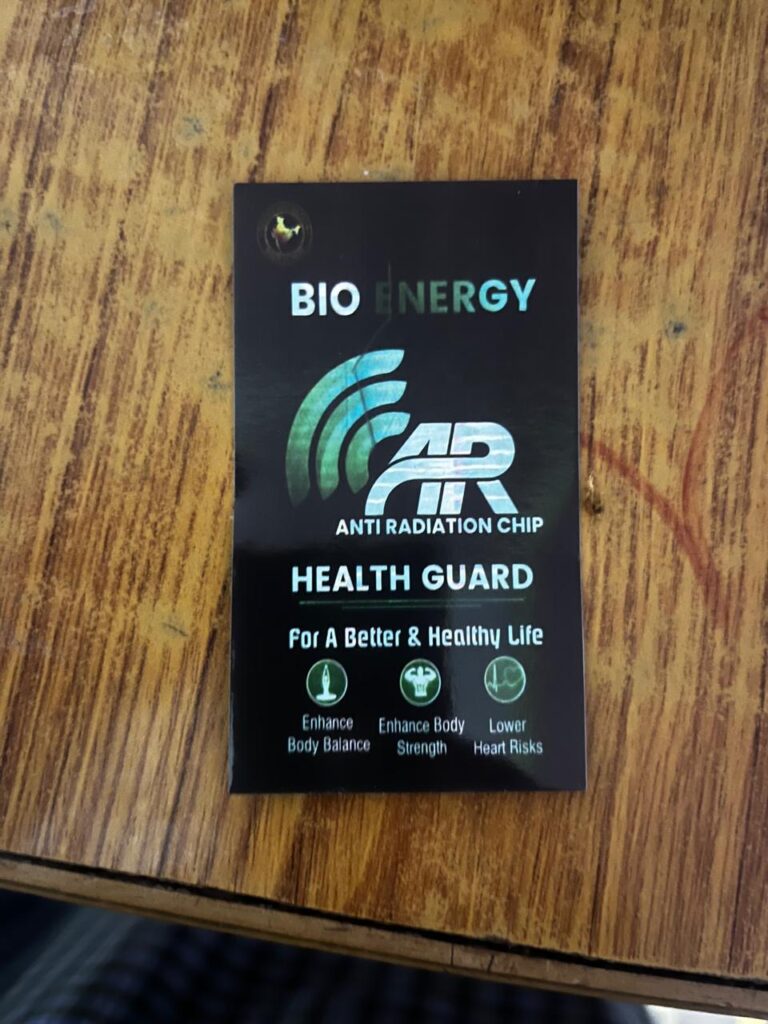 BIO ENERGY
AR
ANTI RADIATION CHIP
HEALTH GUARD
For A Better & Healthy Life
Enhance
Body Balance
Enhance Body
Strength
Lower
Heart Risks